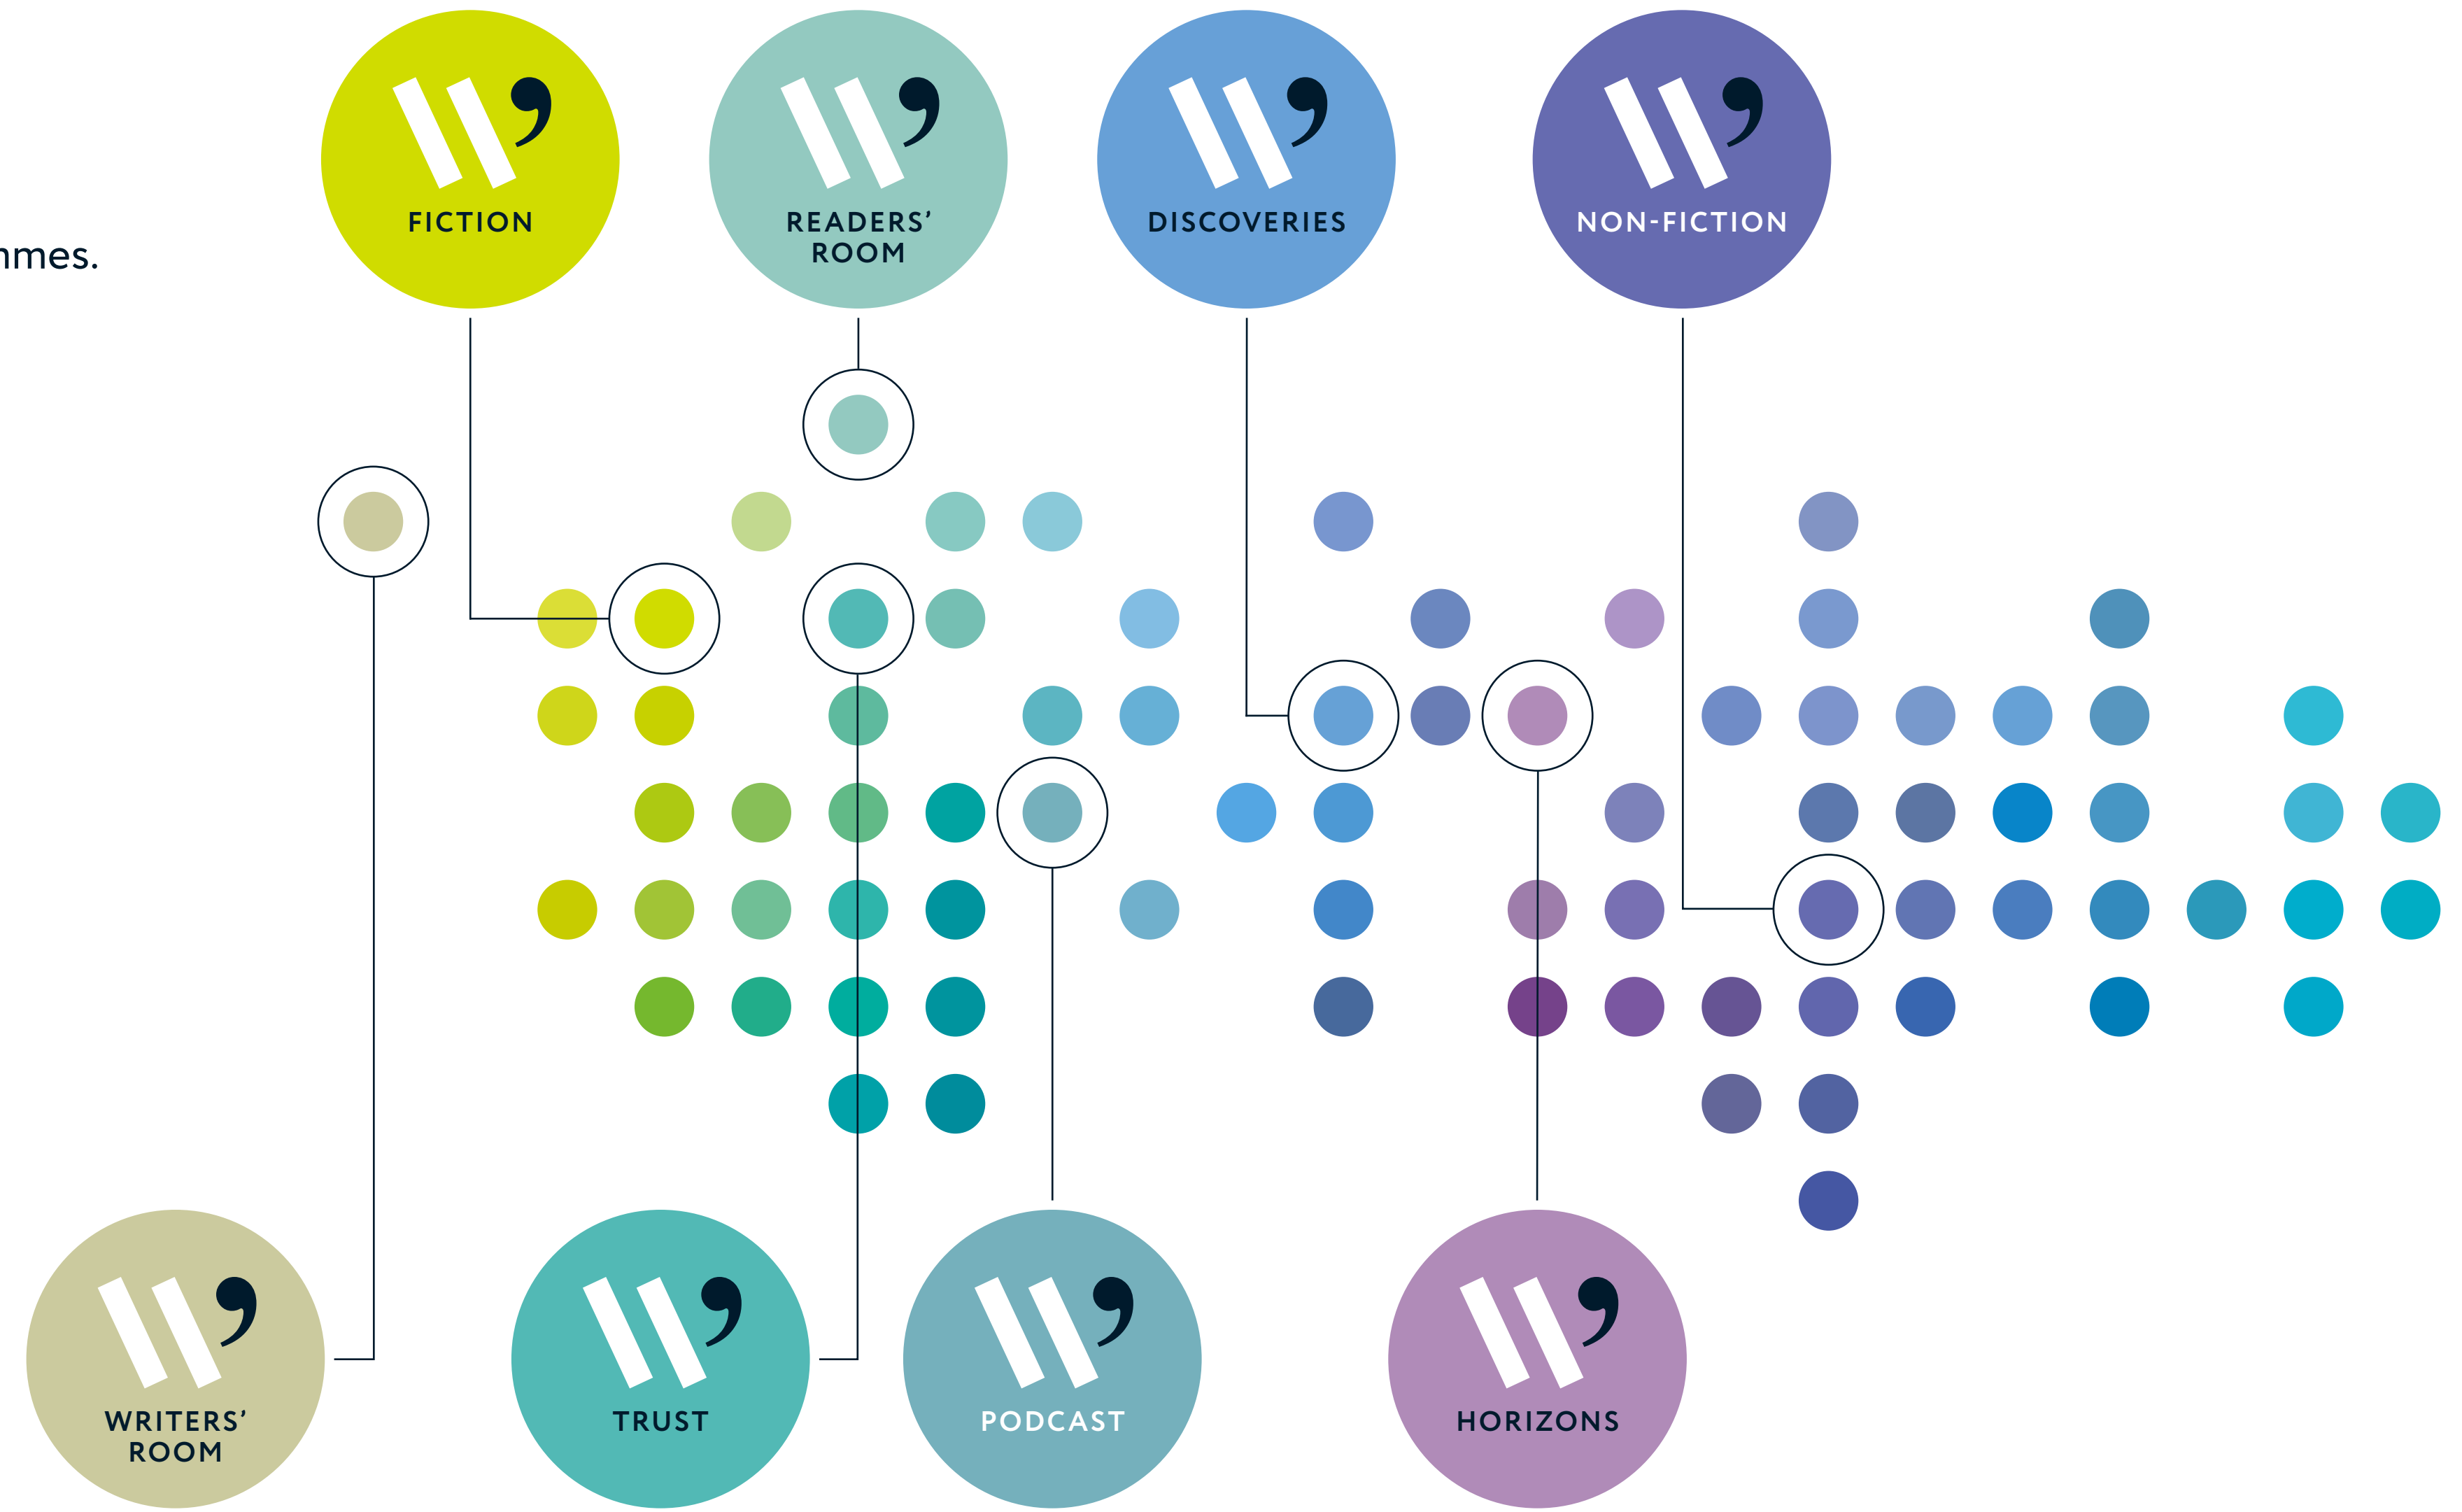 FICTION
READERS’
ROOM
DISCOVERIES
NON-FICTION
WRITERS’
ROOM
TRUST
PODCAST
HORIZONS